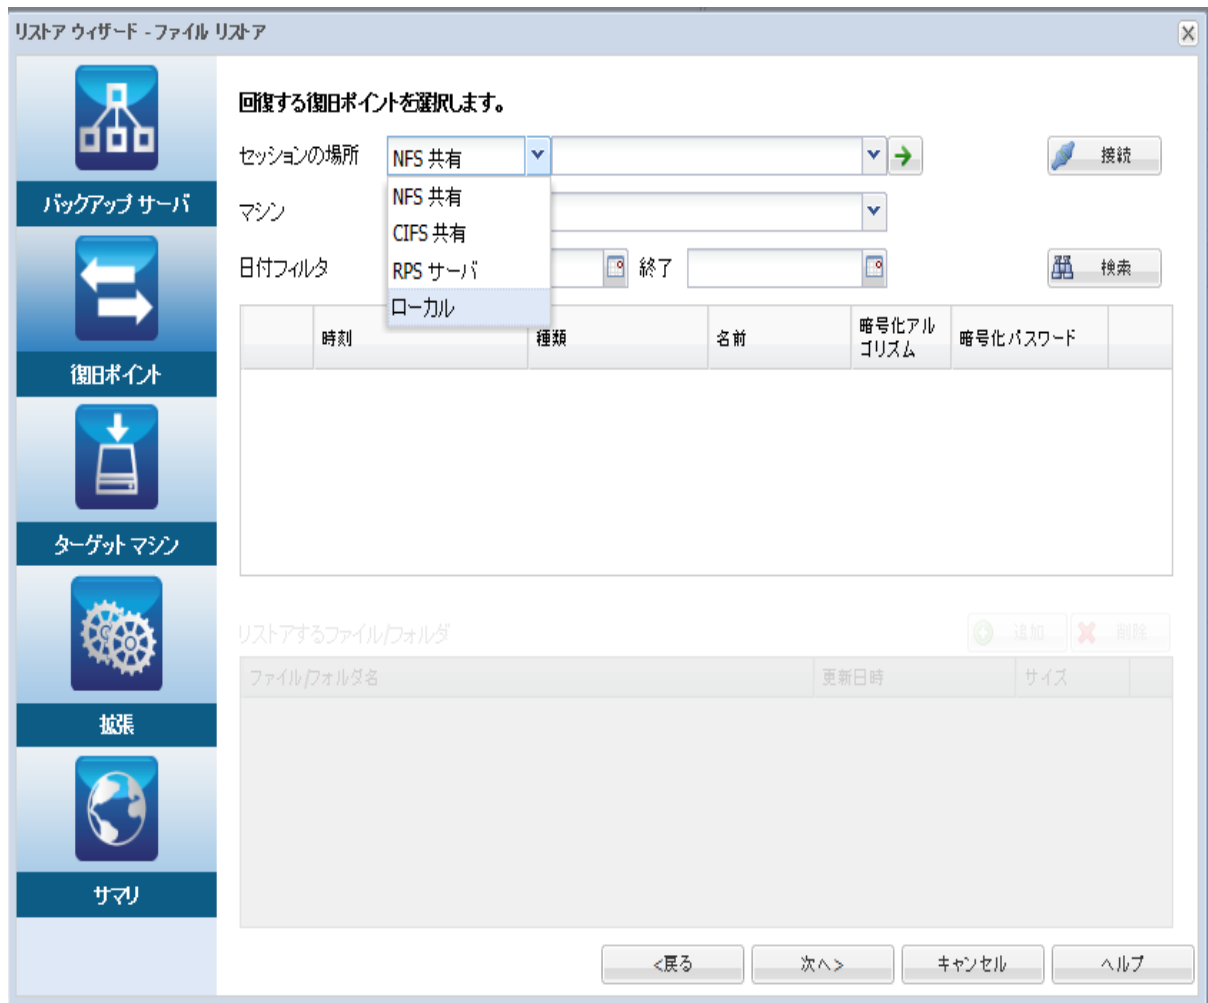 リストア ウィザード - ファイル リストア
バックアップ サーバ
復旧ポイント
ターゲット マシン
拡張
サマリ
回復する復旧ポイントを選択します。
セッションの場所 NFS 共有 接続
NFS 共有
CIFS 共有
RPS サーバ
ローカル
マシン
日付フィルタ 終了 検索
時刻 種類 名前 暗号化アル
ゴリズム 暗号化パスワード
リストアするファイル/フォルダ 追加 削除
ファイル/フォルダ名 更新日時 サイズ
<戻る 次へ> キャンセル ヘルプ